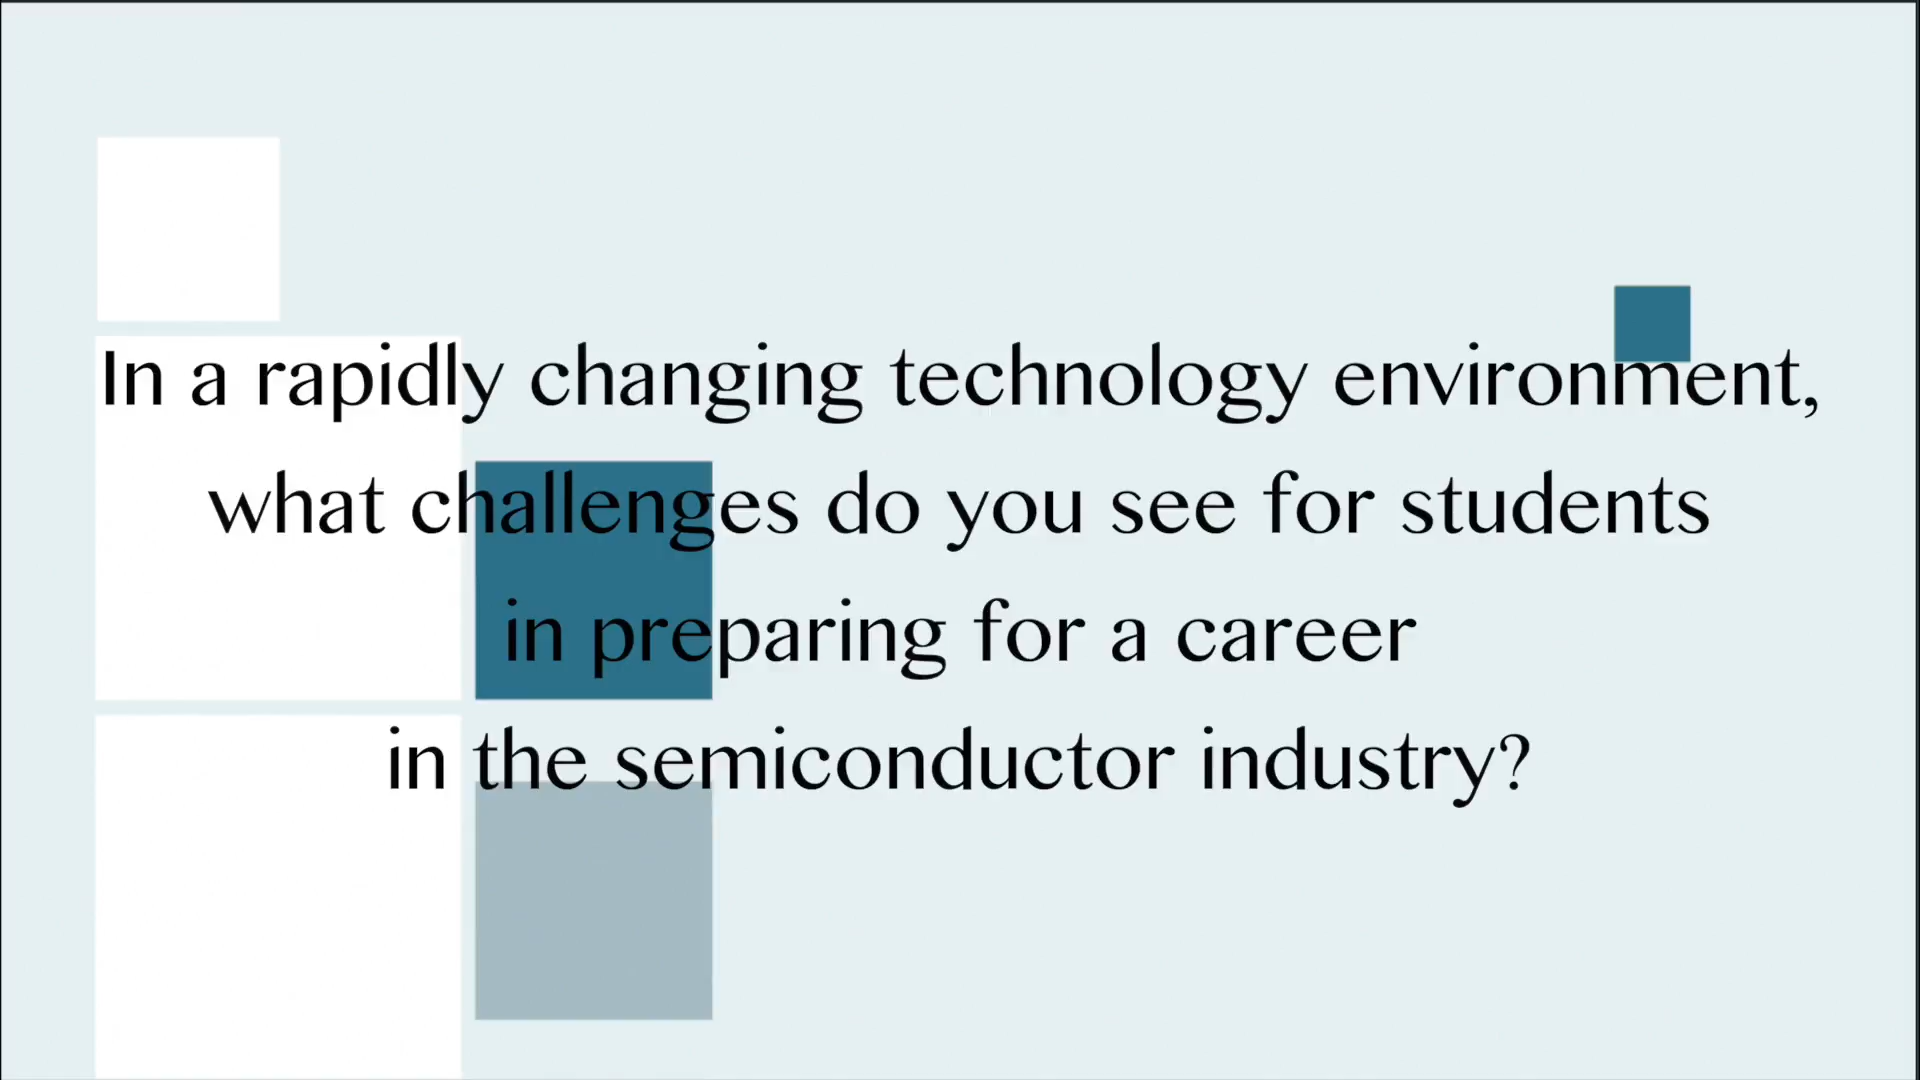 In a rapidly changing technology environment,
what challenges do you see for students
in preparing for a career
in the semiconductor industry?